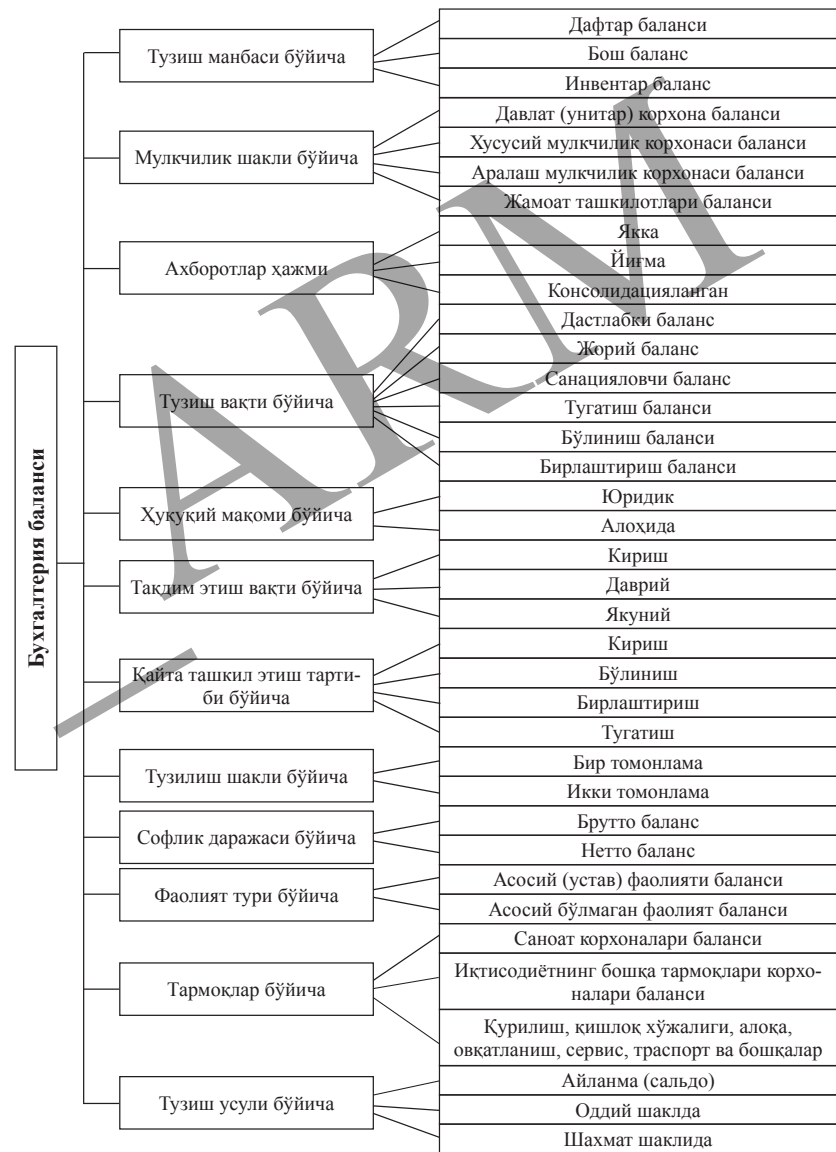 Бухгалтерия баланси
Тузиш манбаси бўйича
Дафтар баланси
Бош баланс
Инвентар баланс
Мулкчилик шакли бўйича
Давлат (унитар) корхона баланси
Хусусий мулкчилик корхонаси баланси
Аралаш мулкчилик корхонаси баланси
Жамоат ташкилотлари баланси
Ахборотлар ҳажми
Якка
Йиғма
Консолидацияланган
Тузиш вақти бўйича
Дастлабки баланс
Жорий баланс
Санацияловчи баланс
Тугатиш баланси
Бўлиниш баланси
Бирлаштириш баланси
Ҳуқуқий мақоми бўйича
Юридик
Алоҳида
Тақдим этиш вақти бўйича
Кириш
Даврий
Якуний
Қайта ташкил этиш тарти-
би бўйича
Кириш
Бўлиниш
Бирлаштириш
Тугатиш
Тузилиш шакли бўйича
Бир томонлама
Икки томонлама
Софлик даражаси бўйича
Брутто баланс
Нетто баланс
Фаолият тури бўйича
Асосий (устав) фаолияти баланси
Асосий бўлмаган фаолият баланси
Тармоқлар бўйича
Саноат корхоналари баланси
Иқтисодиётнинг бошқа тармоқлари корхо-
налари баланси
Қурилиш, қишлоқ хўжалиги, алоқа,
овқатланиш, сервис, траспорт ва бошқалар
Тузиш усули бўйича
Айланма (сальдо)
Оддий шаклда
Шахмат шаклида
_ARM